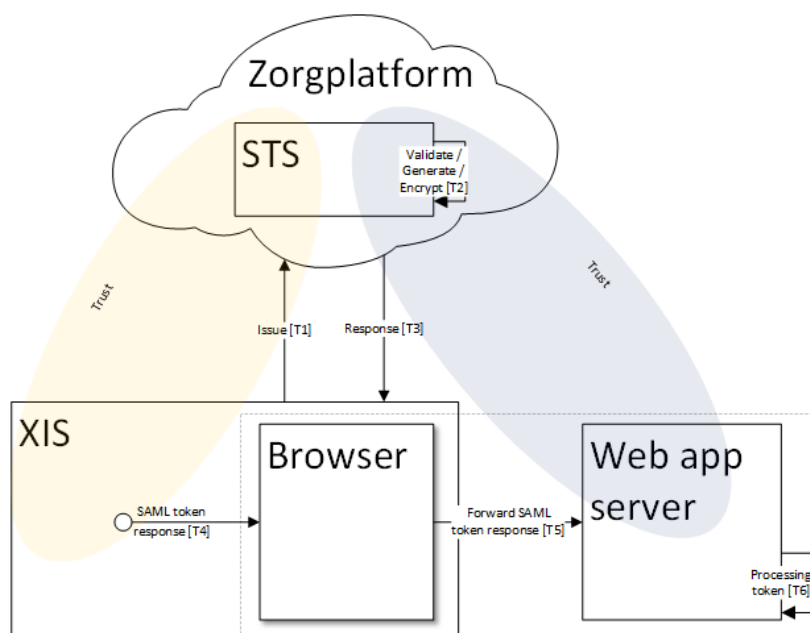 Zorgplatform
STS
Validate /
Generate /
Encrypt [T2]
Trust
Trust
Issue [T1]
Response [T3]
XIS
Browser
Web app
server
SAML token
response [T4]
Forward SAML
token response [T5]
Processing
token [T6]